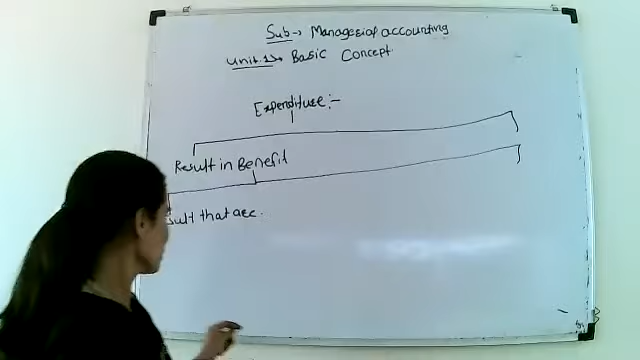 Sub → Managerial accounting
Unit:1 → Basic Concept
Expenditure :-
Result in Benefit
sult that are.